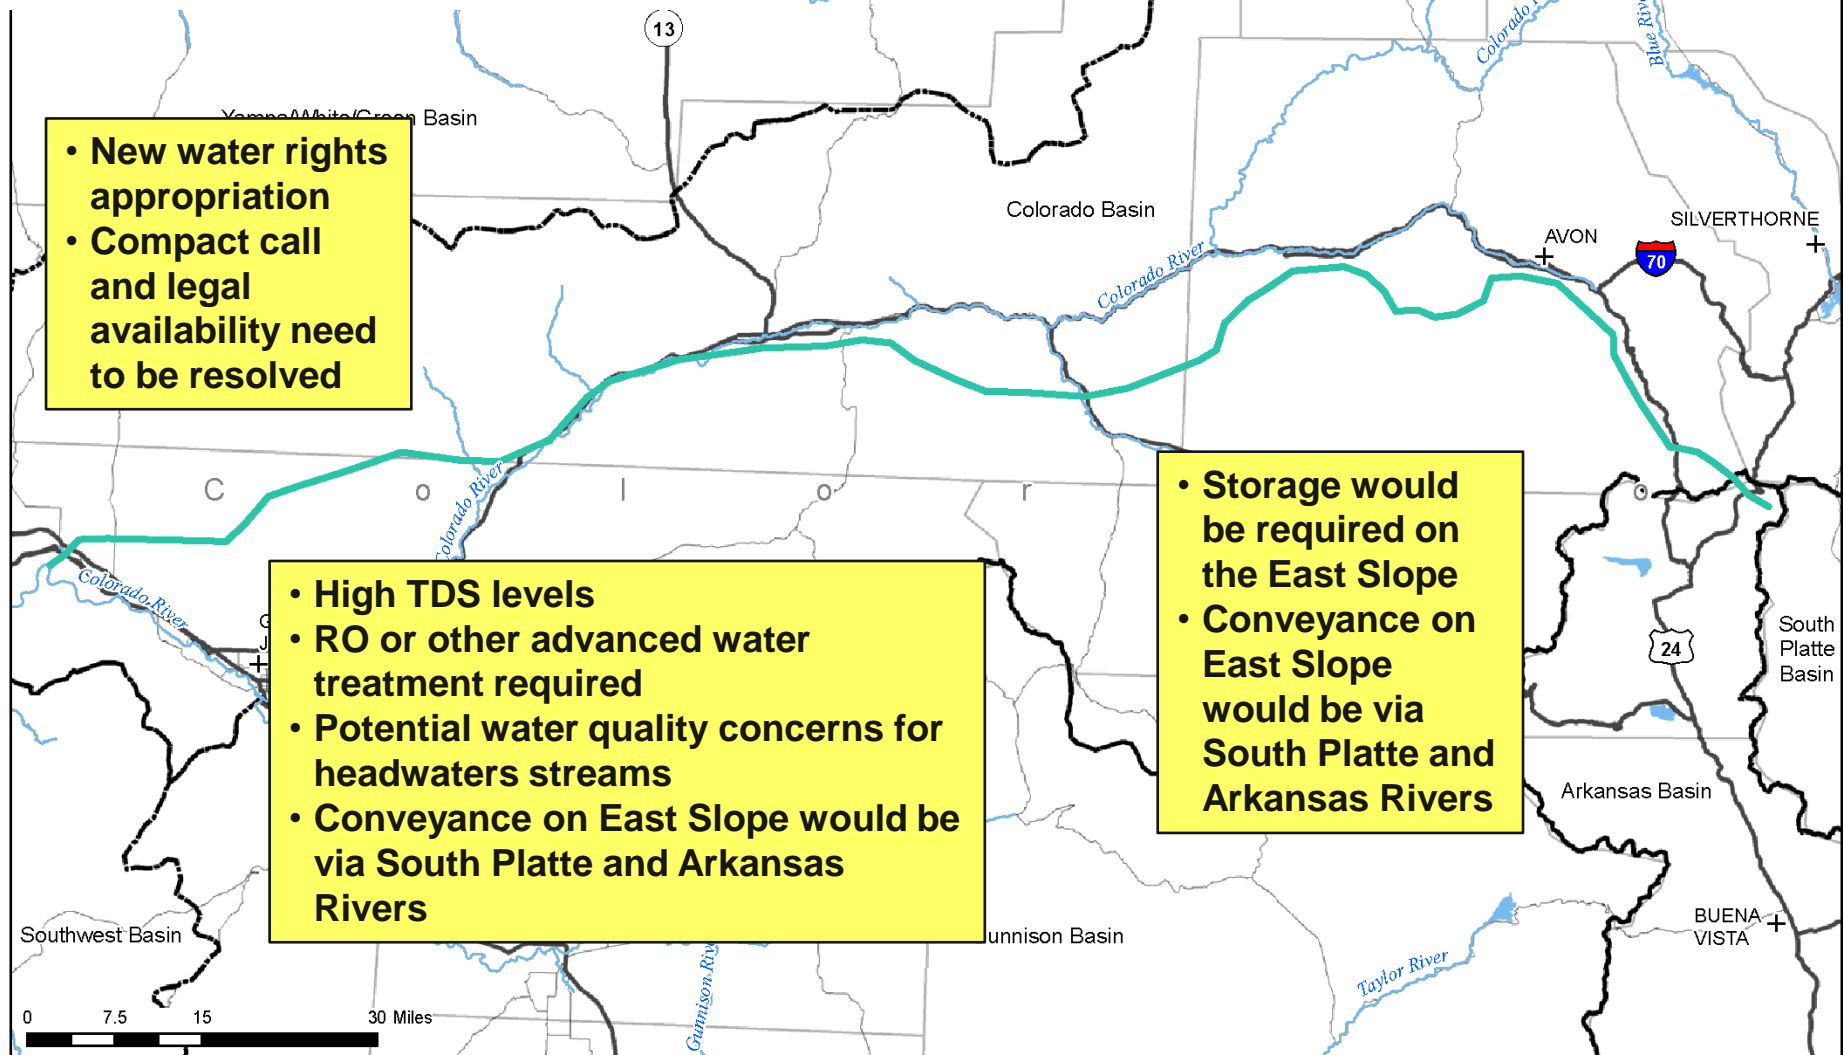 13
Colorado
Blue River
Basin
• New water rights
appropriation
• Compact call
and legal
availability need
to be resolved
Colorado Basin
SILVERTHORNE
AVON
70
Colorado River
C o l o r
Colorado River
Colorado River
• High TDS levels
• RO or other advanced water
treatment required
• Potential water quality concerns for
headwaters streams
• Conveyance on East Slope would be
via South Platte and Arkansas
Rivers
• Storage would
be required on
the East Slope
• Conveyance on
East Slope
would be via
South Platte and
Arkansas Rivers
24
South
Platte
Basin
Arkansas Basin
BUENA
VISTA
Southwest Basin
unnison Basin
Taylor River
Gunnison River
0 7.5 15 30 Miles